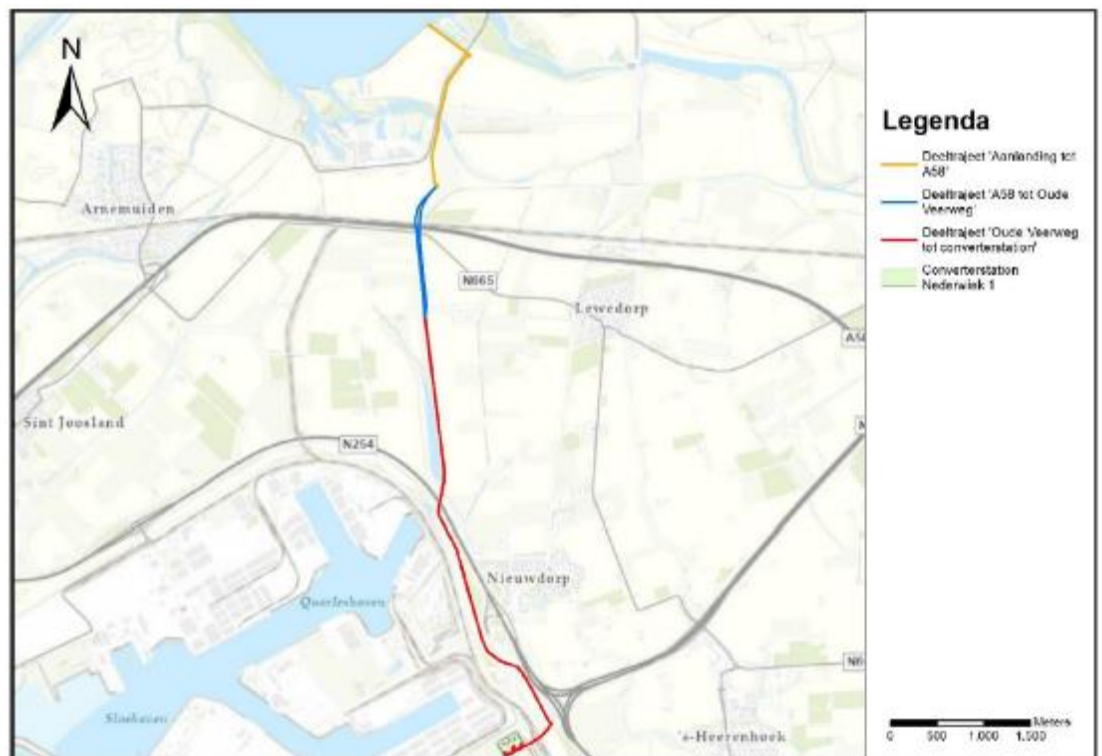 N
Arnemuiden
N665
Lewedorp
A58
Sint Joosland
N254
Nieuwdorp
Quarleshaven
Sloehaven
's-Heerenhoek
Legenda
Deeltraject 'Aanlanding tot
A58'
Deeltraject 'A58 tot Oude
Veerweg'
Deeltraject 'Oude Veerweg
tot converterstation'
Converterstation
Nederwiek 1
Meters
0 500 1.000 1.500